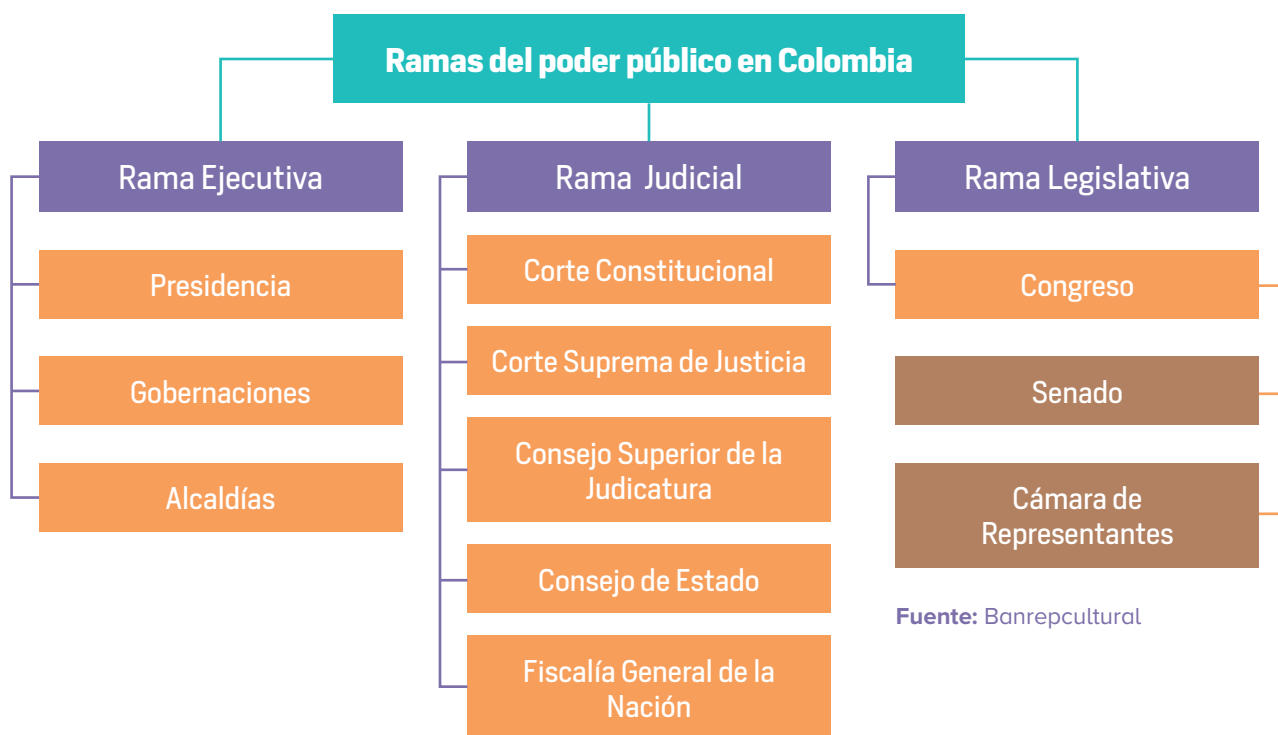 Ramas del poder público en Colombia
Rama Ejecutiva
Presidencia
Gobernaciones
Alcaldías
Rama Judicial
Corte Constitucional
Corte Suprema de Justicia
Consejo Superior de la
Judicatura
Consejo de Estado
Fiscalía General de la
Nación
Rama Legislativa
Congreso
Senado
Cámara de
Representantes
Fuente: Banrepcultural